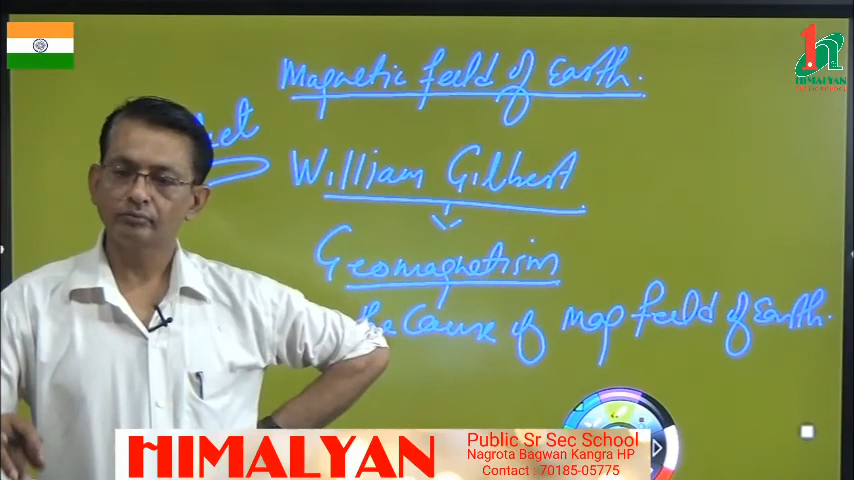 Magnetic field of Earth.
William Gilbert
Geomagnetism
the Cause of Mag field of Earth.
HIMALYAN
HIMALYAN
Public Sr Sec School
Nagrota Bagwan Kangra HP
Contact : 70185-05775